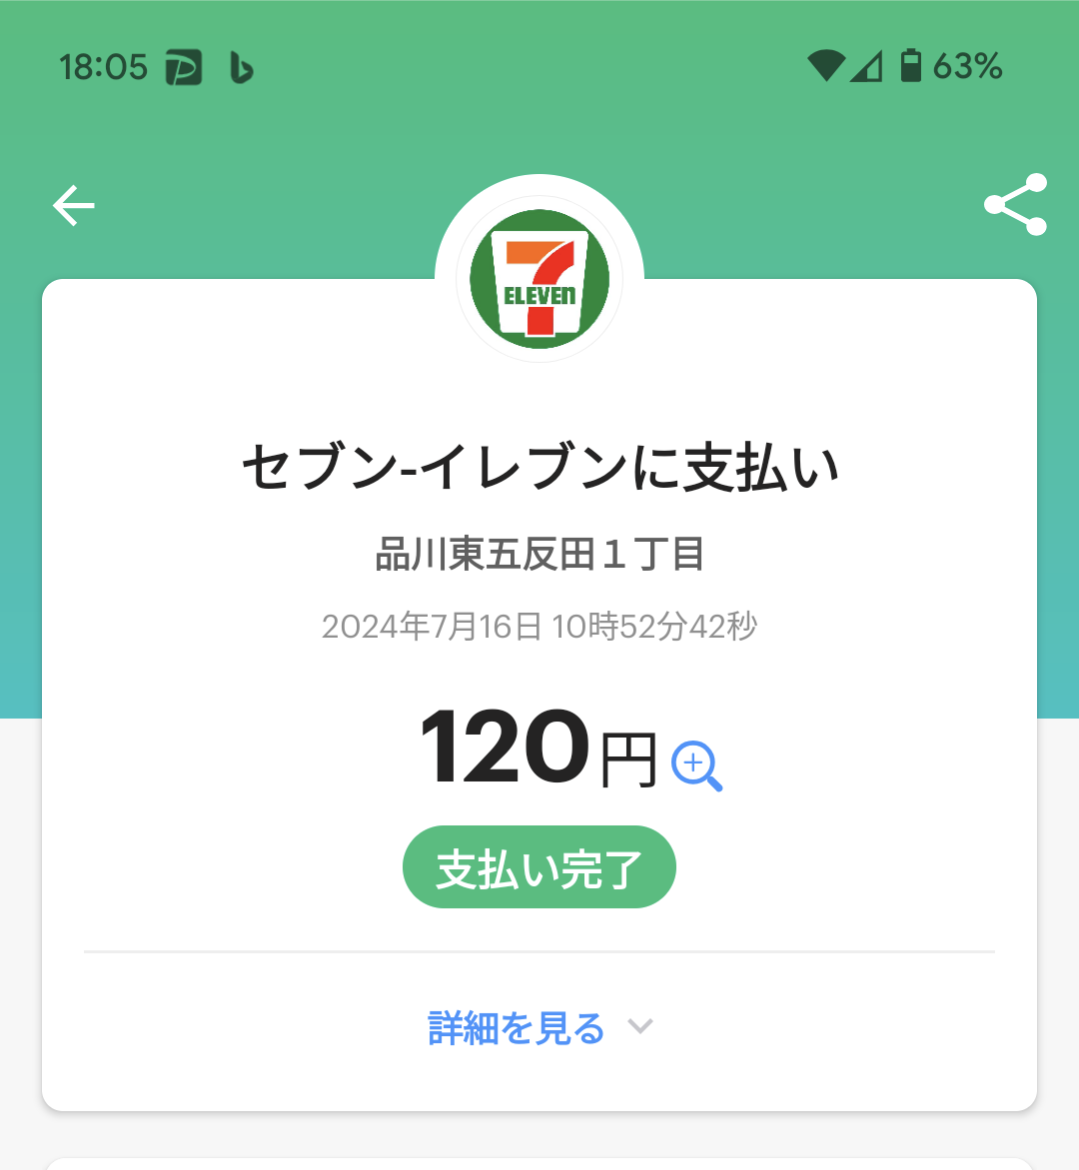 18:05
63%
7
ELEVEN
セブン-イレブンに支払い
品川東五反田１丁目
2024年7月16日 10時52分42秒
120円
支払い完了
詳細を見る